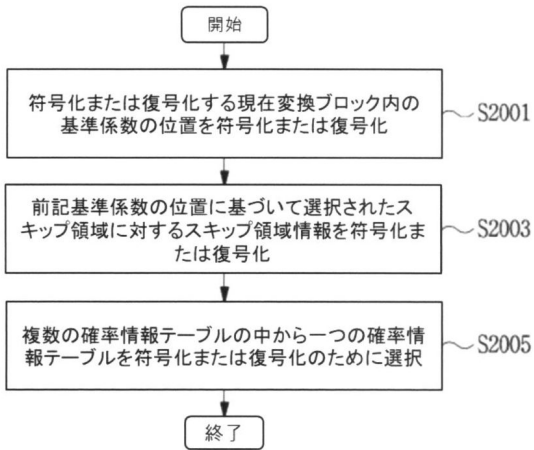 開始
符号化または復号化する現在変換ブロック内の
基準係数の位置を符号化または復号化
S2001
前記基準係数の位置に基づいて選択されたス
キップ領域に対するスキップ領域情報を符号化ま
たは復号化
S2003
複数の確率情報テーブルの中から一つの確率情
報テーブルを符号化または復号化のために選択
S2005
終了